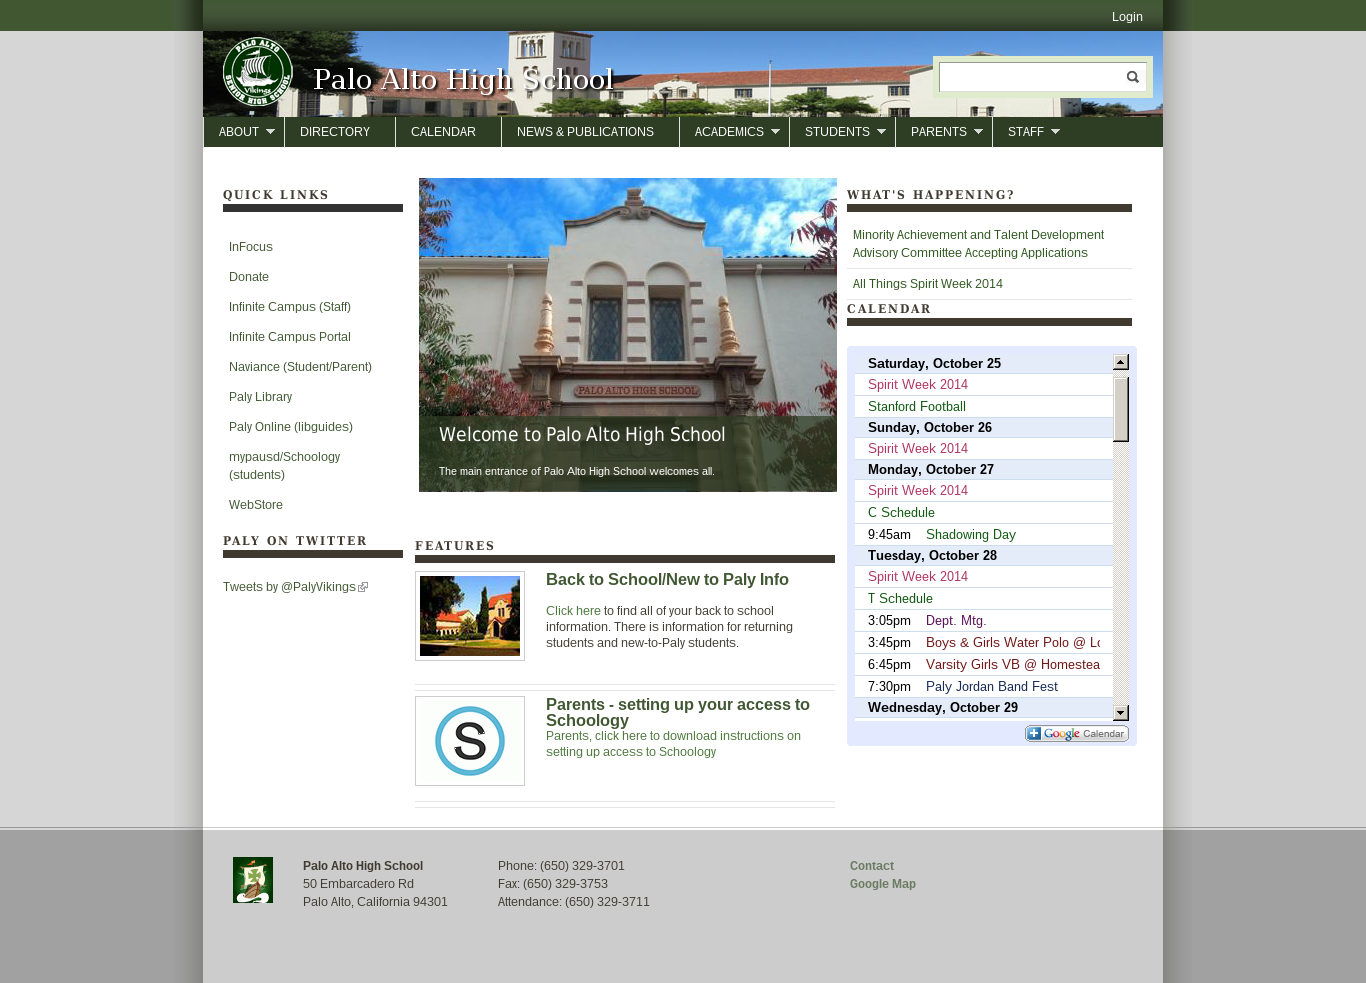 Login
PALO ALTO
Vikings
SENIOR HIGH SCHOOL
Palo Alto High School
ABOUT
DIRECTORY
CALENDAR
NEWS & PUBLICATIONS
ACADEMICS
STUDENTS
PARENTS
STAFF
QUICK LINKS
InFocus
Donate
Infinite Campus (Staff)
Infinite Campus Portal
Naviance (Student/Parent)
Paly Library
Paly Online (libguides)
mypausd/Schoology
(students)
WebStore
PALY ON TWITTER
Tweets by @PalyVikings
PALO ALTO HIGH SCHOOL
Welcome to Palo Alto High School
The main entrance of Palo Alto High School welcomes all.
FEATURES
Back to School/New to Paly Info
Click here to find all of your back to school
information. There is information for returning
students and new-to-Paly students.
S
Parents - setting up your access to
Schoology
Parents, click here to download instructions on
setting up access to Schoology
WHAT'S HAPPENING?
Minority Achievement and Talent Development
Advisory Committee Accepting Applications
All Things Spirit Week 2014
CALENDAR
Saturday, October 25
Spirit Week 2014
Stanford Football
Sunday, October 26
Spirit Week 2014
Monday, October 27
Spirit Week 2014
C Schedule
9:45am Shadowing Day
Tuesday, October 28
Spirit Week 2014
T Schedule
3:05pm Dept. Mtg.
3:45pm Boys & Girls Water Polo @ Lo
6:45pm Varsity Girls VB @ Homestea
7:30pm Paly Jordan Band Fest
Wednesday, October 29
Google Calendar
Palo Alto High School
50 Embarcadero Rd
Palo Alto, California 94301
Phone: (650) 329-3701
Fax: (650) 329-3753
Attendance: (650) 329-3711
Contact
Google Map